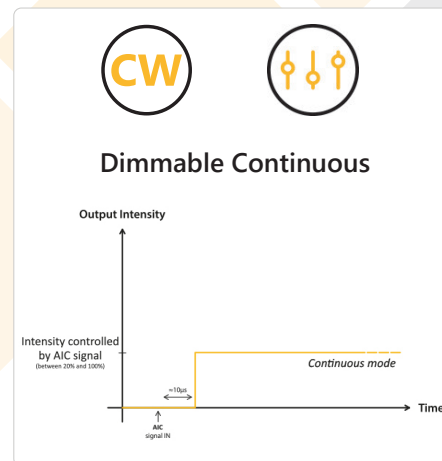 CW
Dimmable Continuous
Output Intensity
Intensity controlled
by AIC signal
(between 20% and 100%)
Continuous mode
≈10µs
Time
AIC
signal IN